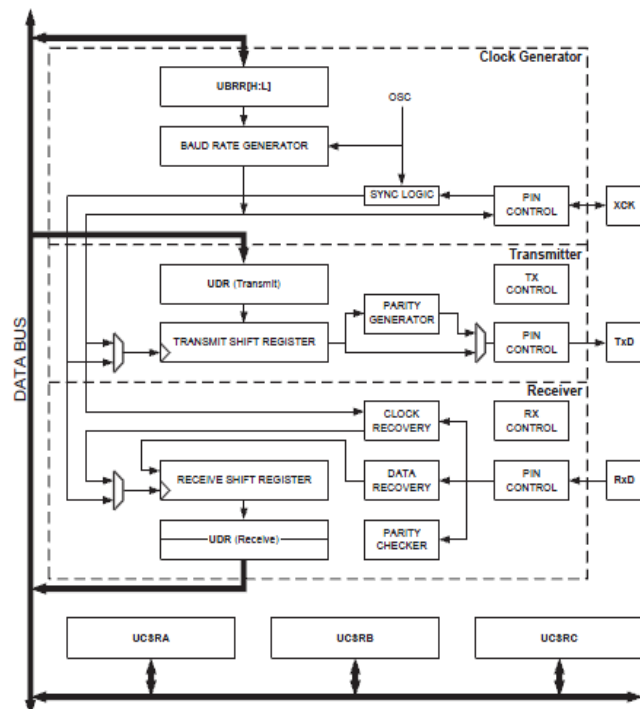 Clock Generator
UBRR[H:L]
OSC
BAUD RATE GENERATOR
SYNC LOGIC
PIN
CONTROL
XCK
Transmitter
TX
CONTROL
UDR (Transmit)
PARITY
GENERATOR
TRANSMIT SHIFT REGISTER
PIN
CONTROL
TxD
DATA BUS
Receiver
CLOCK
RECOVERY
RX
CONTROL
RECEIVE SHIFT REGISTER
DATA
RECOVERY
PIN
CONTROL
RxD
UDR (Receive)
PARITY
CHECKER
UCSRA
UCSRB
UCSRC